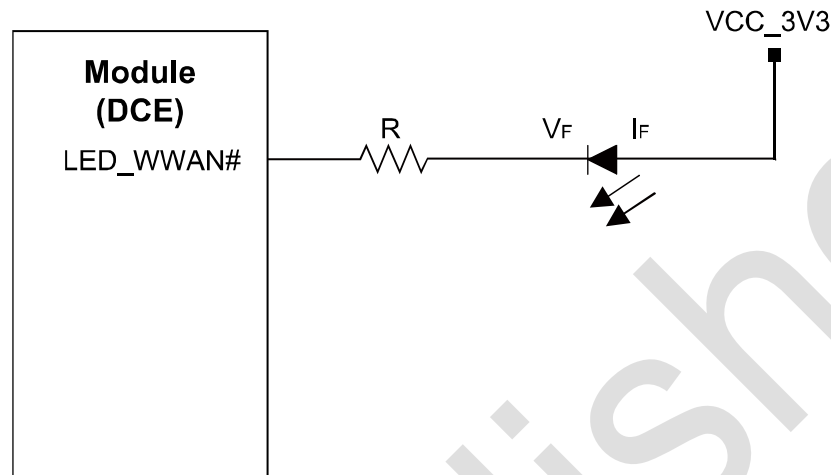 VCC_3V3
Module
(DCE)
LED_WWAN#
R
VF
IF